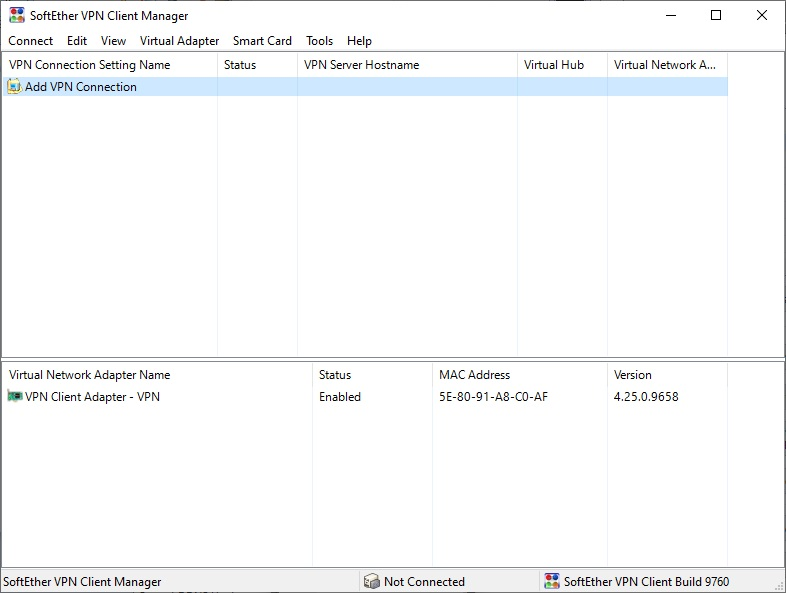 SoftEther VPN Client Manager
Connect Edit View Virtual Adapter Smart Card Tools Help
VPN Connection Setting Name Status VPN Server Hostname Virtual Hub Virtual Network A...
Add VPN Connection
Virtual Network Adapter Name Status MAC Address Version
VPN Client Adapter - VPN Enabled 5E-80-91-A8-C0-AF 4.25.0.9658
SoftEther VPN Client Manager Not Connected SoftEther VPN Client Build 9760